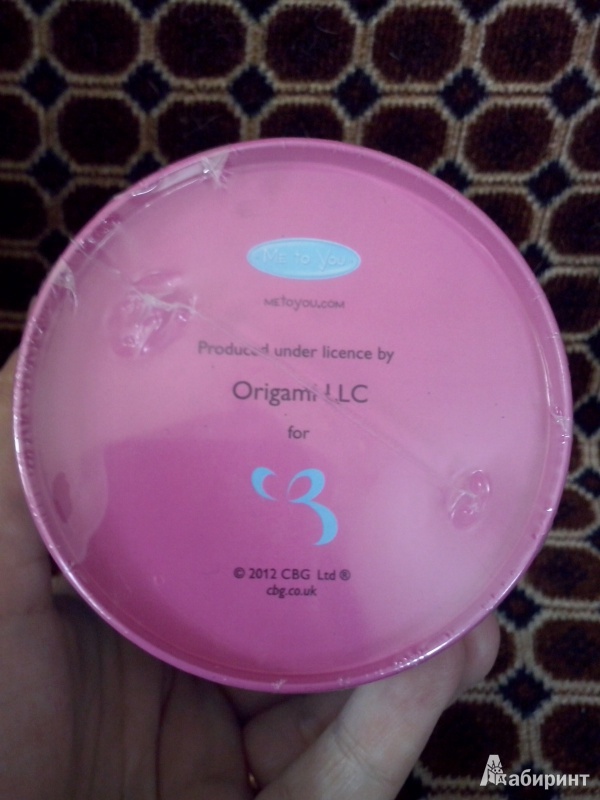 Me to You
metoyou.com
Produced under licence by
Origami LLC
for
© 2012 CBG Ltd ®
cbg.co.uk
Лабиринт